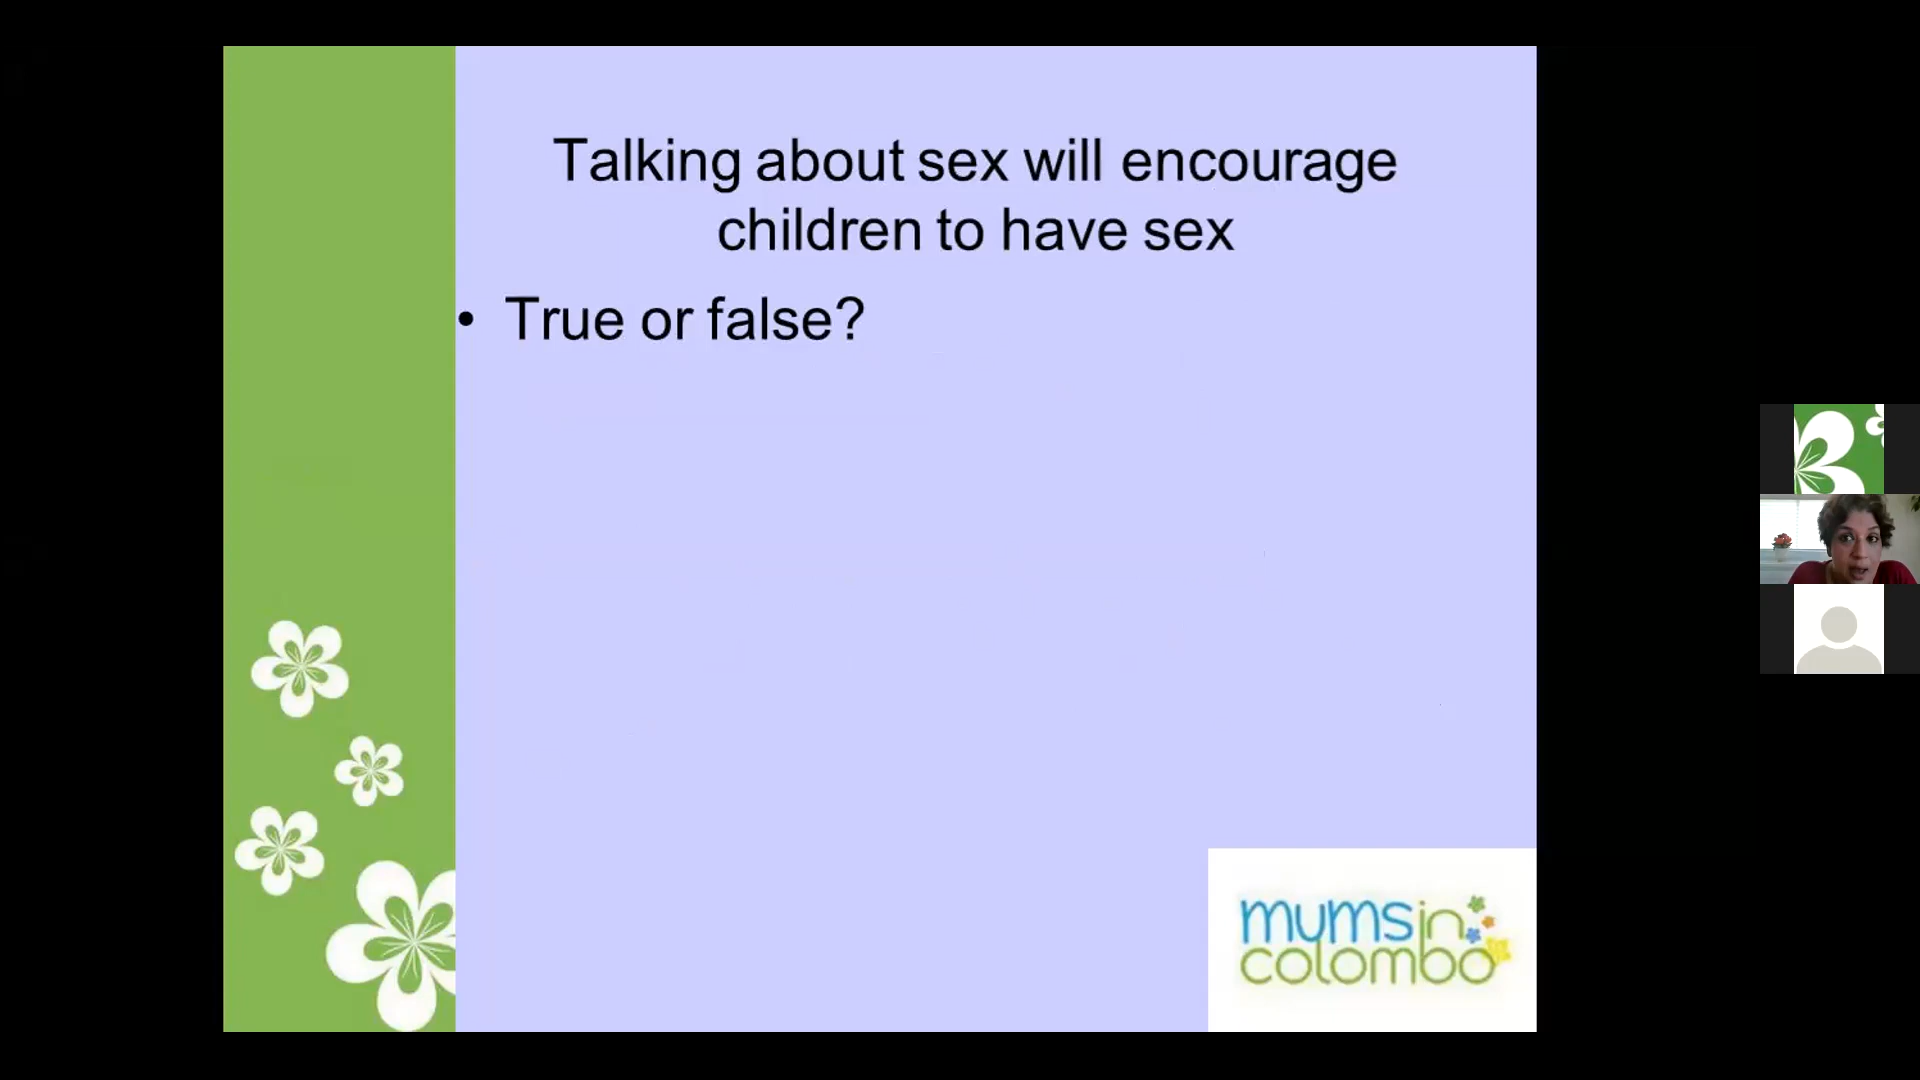 Talking about sex will encourage
children to have sex
• True or false?
mums in
colombo